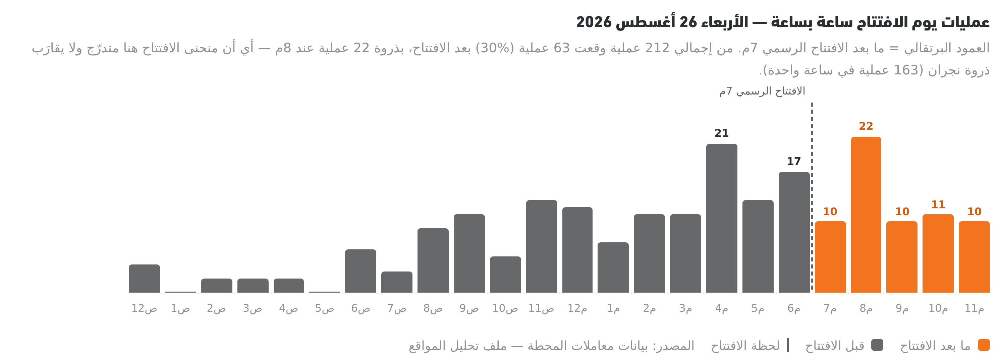 عمليات يوم الافتتاح ساعة بساعة — الأربعاء 26 أغسطس 2026
العمود البرتقالي = ما بعد الافتتاح الرسمي 7م. من إجمالي 212 عملية وقعت 63 عملية (30%) بعد الافتتاح، بذروة 22 عملية عند 8م — أي أن منحنى الافتتاح هنا متدرّج ولا يقارَب
ذروة نجران (163 عملية في ساعة واحدة).
الافتتاح الرسمي 7م
22
21
17
11
10 10 10
12ص 1ص 2ص 3ص 4ص 5ص 6ص 7ص 8ص 9ص 10ص 11ص 12م 1م 2م 3م 4م 5م 6م 7م 8م 9م 10م 11م
ما بعد الافتتاح قبل الافتتاح لحظة الافتتاح المصدر: بيانات معاملات المحطة — ملف تحليل المواقع